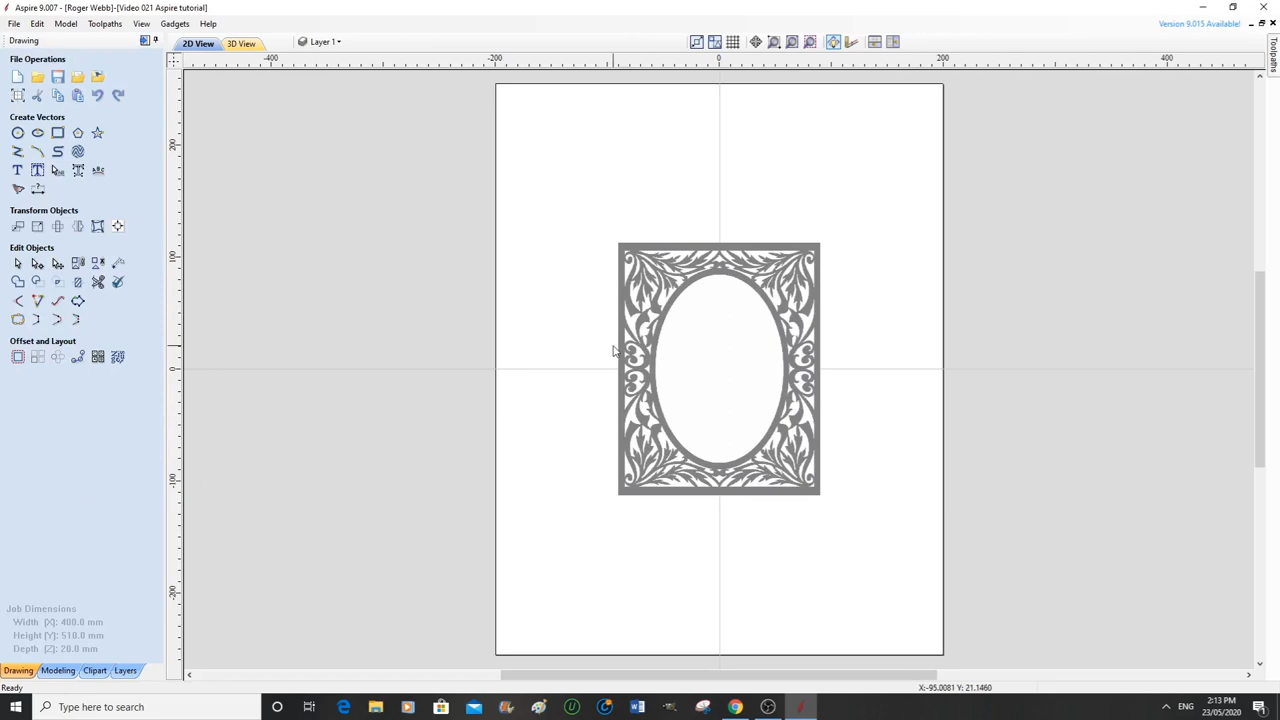 Aspire 9.007 - [Roger Webb]-[Video 021 Aspire tutorial]
File Edit Model Toolpaths View Gadgets Help
Version 9.015 Available!
Drawing
2D View 3D View Layer 1
Toolpaths
-400 -200 0 200 400
File Operations
Create Vectors
Transform Objects
Edit Objects
Offset and Layout
200
100
0
-100
-200
Job Dimensions
Width (X): 400.0 mm
Height (Y): 510.0 mm
Depth (Z): 20.0 mm
Drawing Modeling Clipart Layers
Ready
X:-95.0081 Y: 21.1460
Type here to search
ENG
2:13 PM
23/05/2020